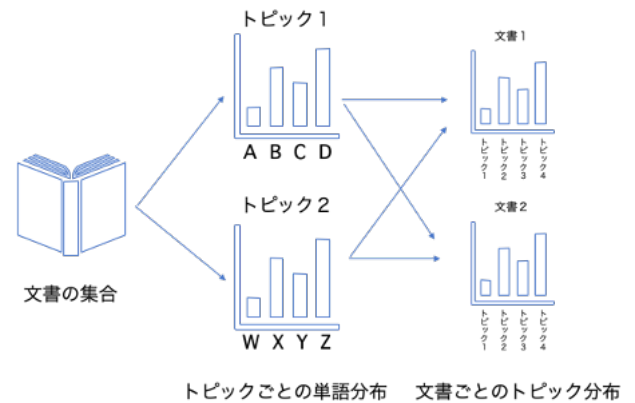 トピック1
A B C D
文書1
トピック1
トピック2
トピック3
トピック4
文書の集合
トピック2
W X Y Z
文書2
トピック1
トピック2
トピック3
トピック4
トピックごとの単語分布
文書ごとのトピック分布